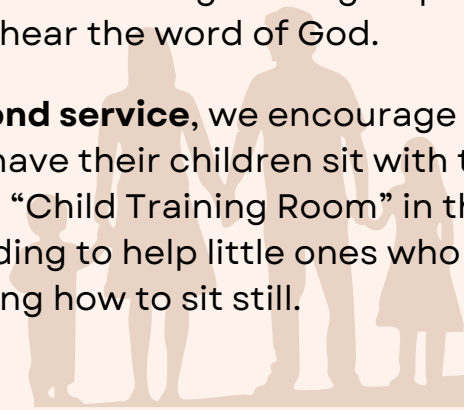 hear the word of God.
ond service, we encourage
have their children sit with t
"Child Training Room" in th
ding to help little ones who
ng how to sit still.